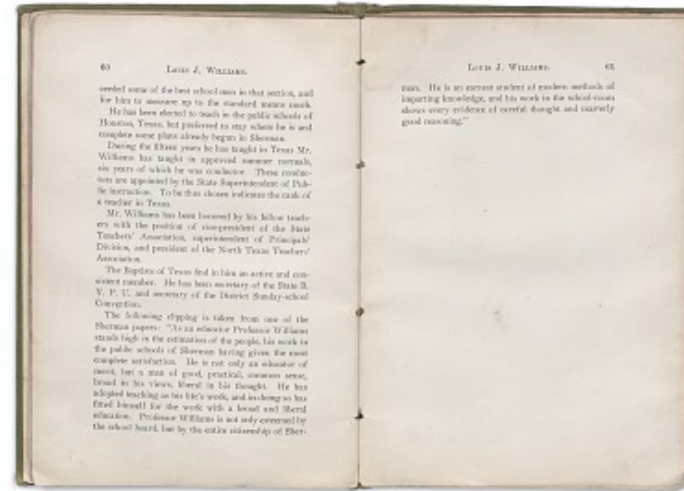 60 Louis J. Williams.
ceeded some of the best school men in that section, and
for him to measure up to the standard means much.
He has been elected to teach in the public schools of
Houston, Texas, but preferred to stay where he is and
complete some plans already begun in Sherman.
During the fifteen years he has taught in Texas Mr.
Williams has taught in approved summer normals,
six years of which he was conductor. These conduc-
tors are appointed by the State Superintendent of Pub-
lic instruction. To be thus chosen indicates the rank of
a teacher in Texas.
Mr. Williams has been honored by his fellow teach-
ers with the position of vice-president of the State
Teachers' Association, superintendent of Principals'
Division, and president of the North Texas Teachers'
Association.
The Baptists of Texas find in him an active and con-
sistent member. He has been secretary of the State B.
Y. P. U. and secretary of the District Sunday-school
Convention.
The following clipping is taken from one of the
Sherman papers: "As an educator Professor Williams
stands high in the estimation of the people, his work in
the public schools of Sherman having given the most
complete satisfaction. He is not only an educator of
merit, but a man of good, practical, common sense,
broad in his views, liberal in his thought. He has
adopted teaching as his life's work, and in doing so has
fitted himself for the work with a broad and liberal
education. Professor Williams is not only esteemed by
the school board, but by the entire citizenship of Sher-
Louis J. Williams. 61
man. He is an earnest student of modern methods of
imparting knowledge, and his work in the school-room
shows every evidence of careful thought and masterly
good reasoning."